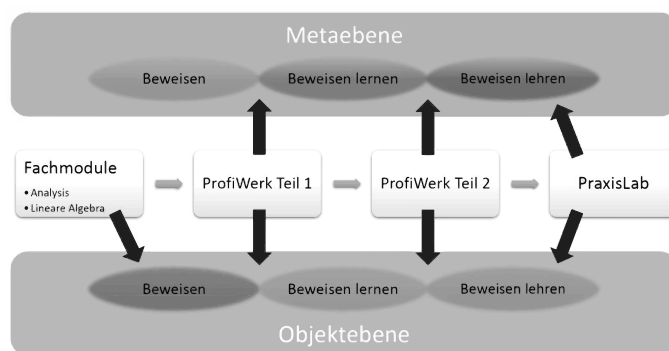 Metaebene
Beweisen Beweisen lernen Beweisen lehren
Fachmodule
• Analysis
• Lineare Algebra
ProfiWerk Teil 1
ProfiWerk Teil 2
PraxisLab
Beweisen Beweisen lernen Beweisen lehren
Objektebene